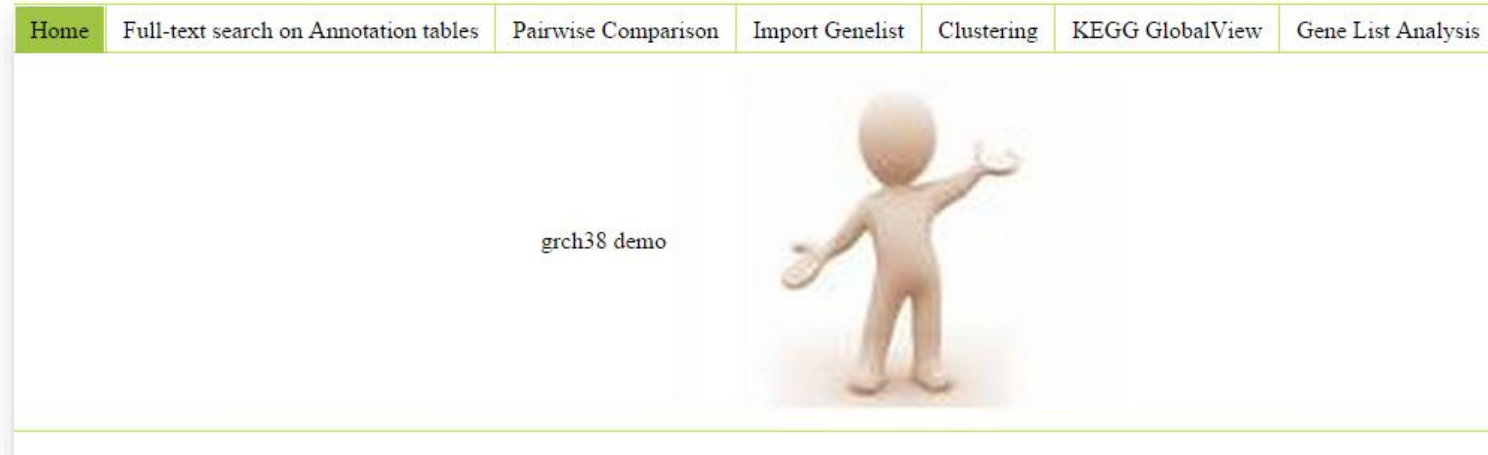 Home Full-text search on Annotation tables Pairwise Comparison Import Genelist Clustering KEGG GlobalView Gene List Analysis
grch38 demo